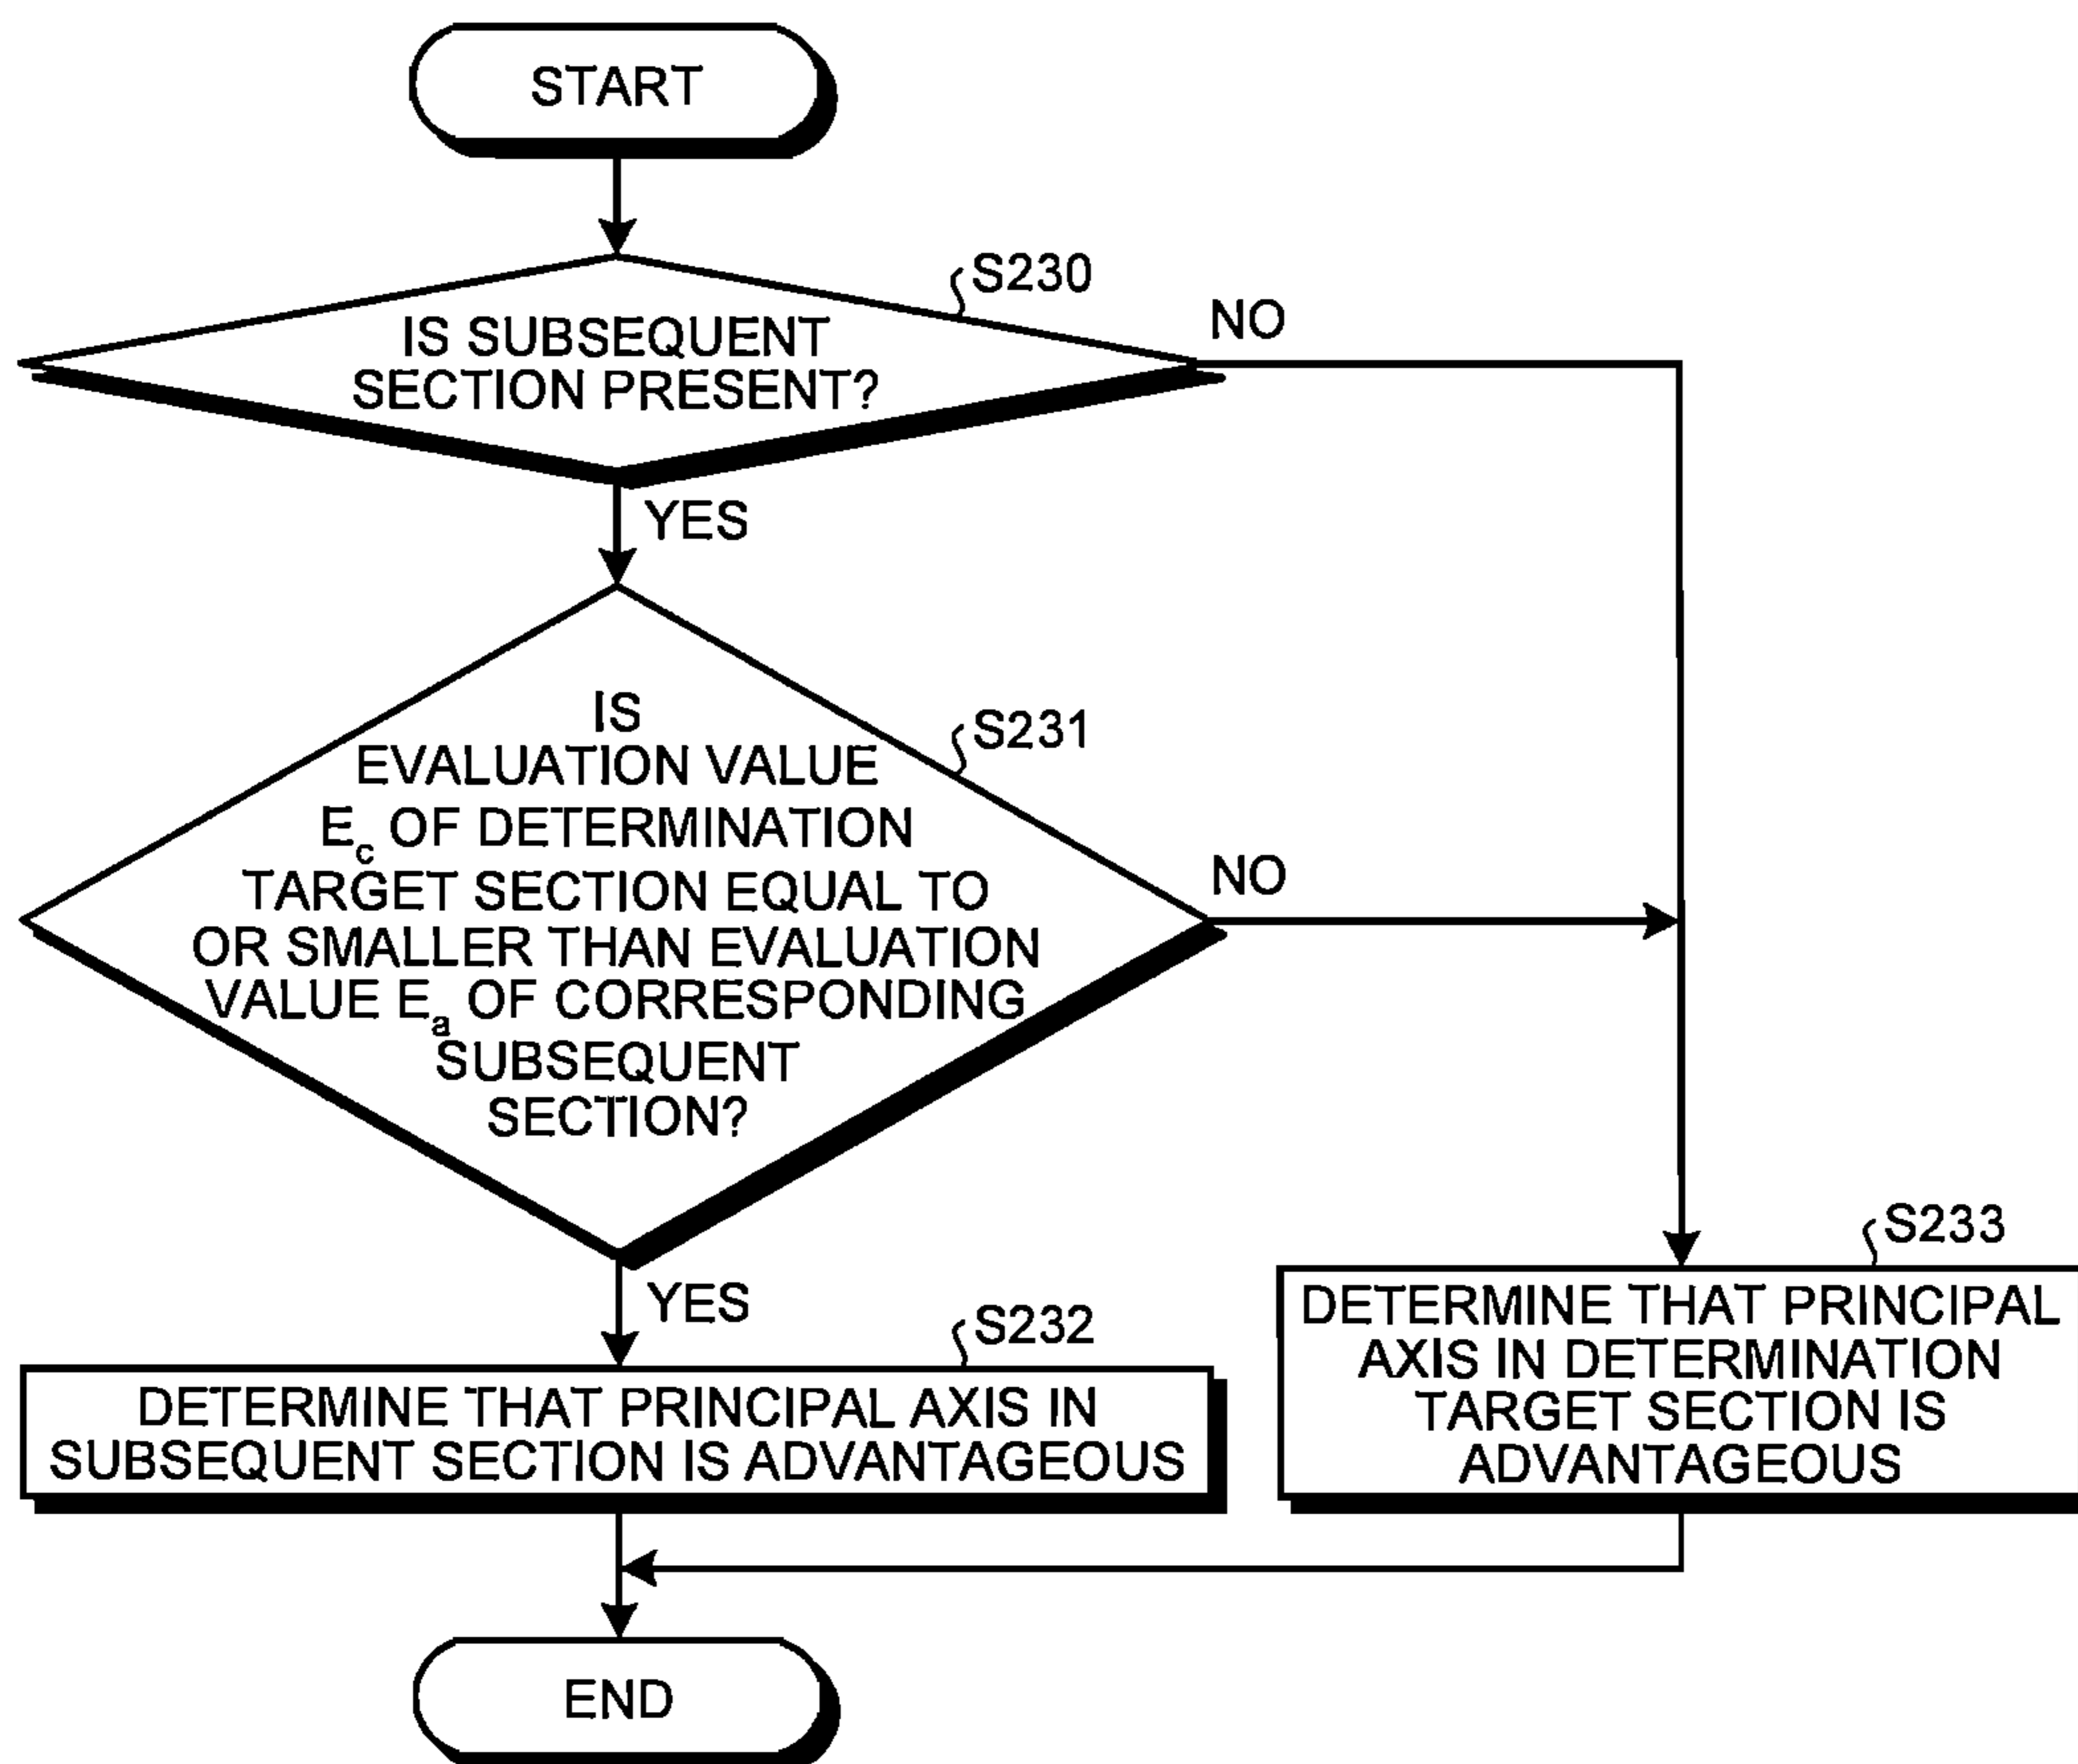 START
S230
IS SUBSEQUENT
SECTION PRESENT?
NO
YES
S231
IS
EVALUATION VALUE
Ec OF DETERMINATION
TARGET SECTION EQUAL TO
OR SMALLER THAN EVALUATION
VALUE Ea OF CORRESPONDING
SUBSEQUENT
SECTION?
NO
YES
S232
DETERMINE THAT PRINCIPAL AXIS IN
SUBSEQUENT SECTION IS ADVANTAGEOUS
S233
DETERMINE THAT PRINCIPAL
AXIS IN DETERMINATION
TARGET SECTION IS
ADVANTAGEOUS
END